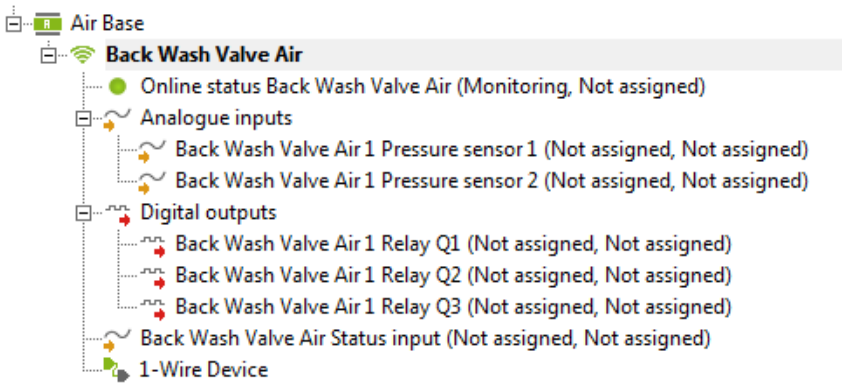 Air Base
Back Wash Valve Air
Online status Back Wash Valve Air (Monitoring, Not assigned)
Analogue inputs
Back Wash Valve Air 1 Pressure sensor 1 (Not assigned, Not assigned)
Back Wash Valve Air 1 Pressure sensor 2 (Not assigned, Not assigned)
Digital outputs
Back Wash Valve Air 1 Relay Q1 (Not assigned, Not assigned)
Back Wash Valve Air 1 Relay Q2 (Not assigned, Not assigned)
Back Wash Valve Air 1 Relay Q3 (Not assigned, Not assigned)
Back Wash Valve Air Status input (Not assigned, Not assigned)
1-Wire Device